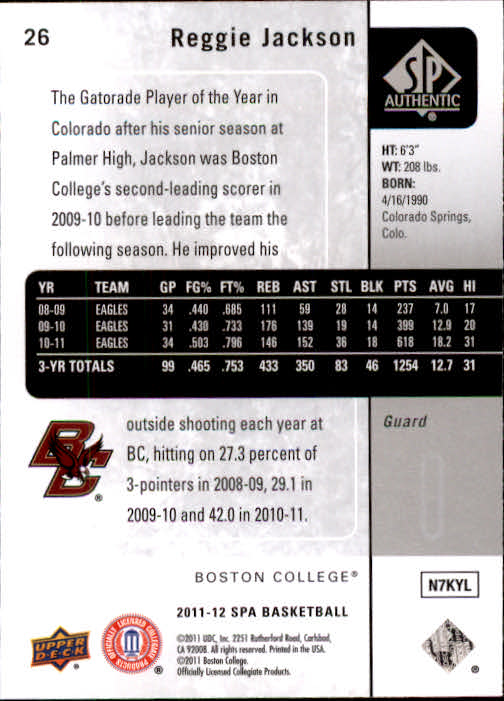 26
Reggie Jackson
SP
AUTHENTIC
®
The Gatorade Player of the Year in
Colorado after his senior season at
Palmer High, Jackson was Boston
College's second-leading scorer in
2009-10 before leading the team the
following season. He improved his
HT: 6'3"
WT: 208 lbs.
BORN:
4/16/1990
Colorado Springs,
Colo.
YR TEAM GP FG% FT% REB AST STL BLK PTS AVG HI
08-09 EAGLES 34 .440 .685 111 59 28 14 237 7.0 17
09-10 EAGLES 31 .430 .733 176 139 19 14 399 12.9 20
10-11 EAGLES 34 .503 .796 146 152 36 18 618 18.2 31
3-YR TOTALS 99 .465 .753 433 350 83 46 1254 12.7 31
BC
®
outside shooting each year at
BC, hitting on 27.3 percent of
3-pointers in 2008-09, 29.1 in
2009-10 and 42.0 in 2010-11.
Guard
BOSTON COLLEGE®
N7KYL
2011-12 SPA BASKETBALL
UPPER
DECK
OFFICIALLY LICENSED COLLEGIATE PRODUCTS
®
©2011 UDC, Inc. 2251 Rutherford Road, Carlsbad,
CA 92008. All rights reserved. Printed in the USA.
©2011 Boston College.
Officially Licensed Collegiate Products.
®